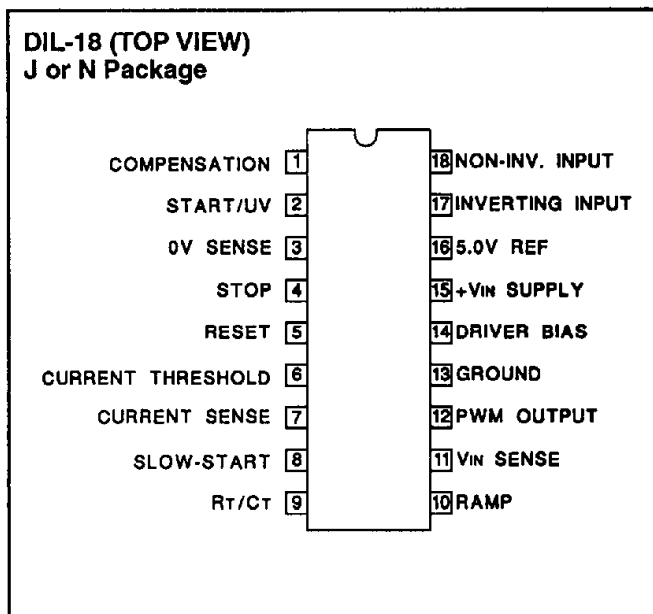 DIL-18 (TOP VIEW)
J or N Package
COMPENSATION 1
START/UV 2
0V SENSE 3
STOP 4
RESET 5
CURRENT THRESHOLD 6
CURRENT SENSE 7
SLOW-START 8
RT/CT 9
18 NON-INV. INPUT
17 INVERTING INPUT
16 5.0V REF
15 +VIN SUPPLY
14 DRIVER BIAS
13 GROUND
12 PWM OUTPUT
11 VIN SENSE
10 RAMP